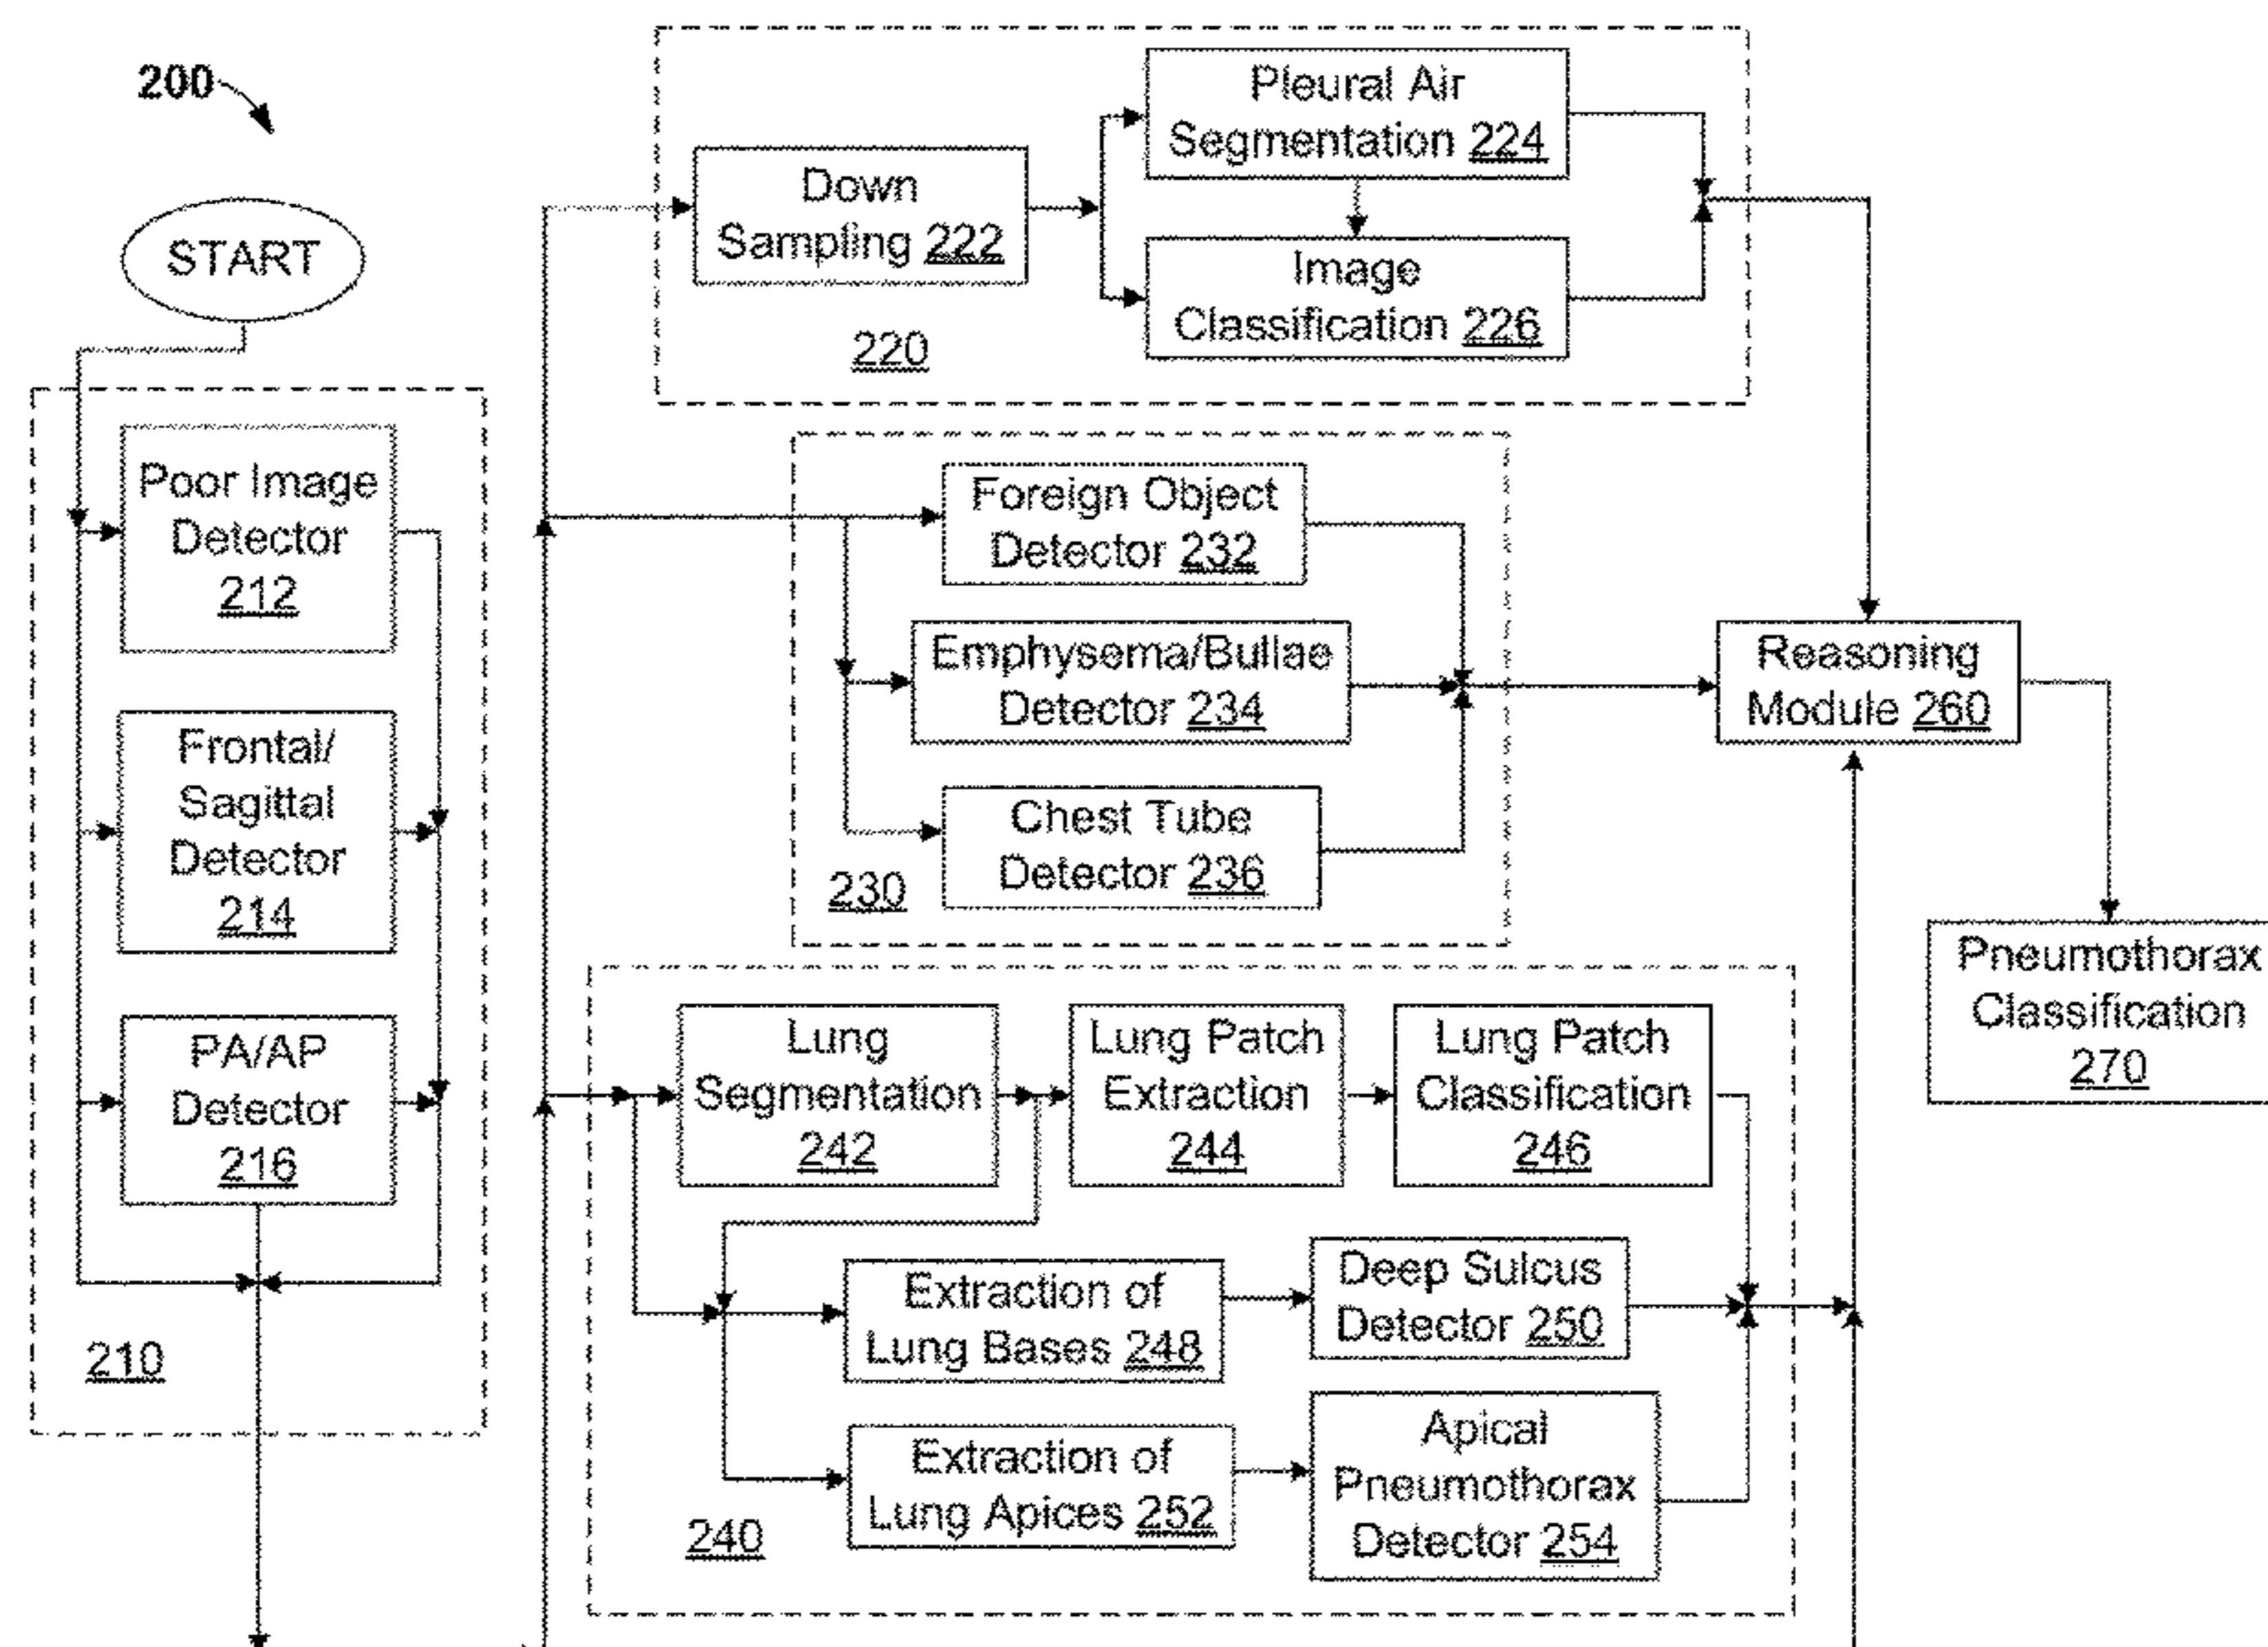 200
START
Poor Image
Detector
212
Frontal/
Sagittal
Detector
214
PA/AP
Detector
216
210
Down
Sampling 222
Pleural Air
Segmentation 224
Image
Classification 226
220
Foreign Object
Detector 232
Emphysema/Bullae
Detector 234
Chest Tube
Detector 236
230
Lung
Segmentation
242
Lung Patch
Extraction
244
Lung Patch
Classification
246
Extraction of
Lung Bases 248
Deep Sulcus
Detector 250
Extraction of
Lung Apices 252
Apical
Pneumothorax
Detector 254
240
Reasoning
Module 260
Pneumothorax
Classification
270